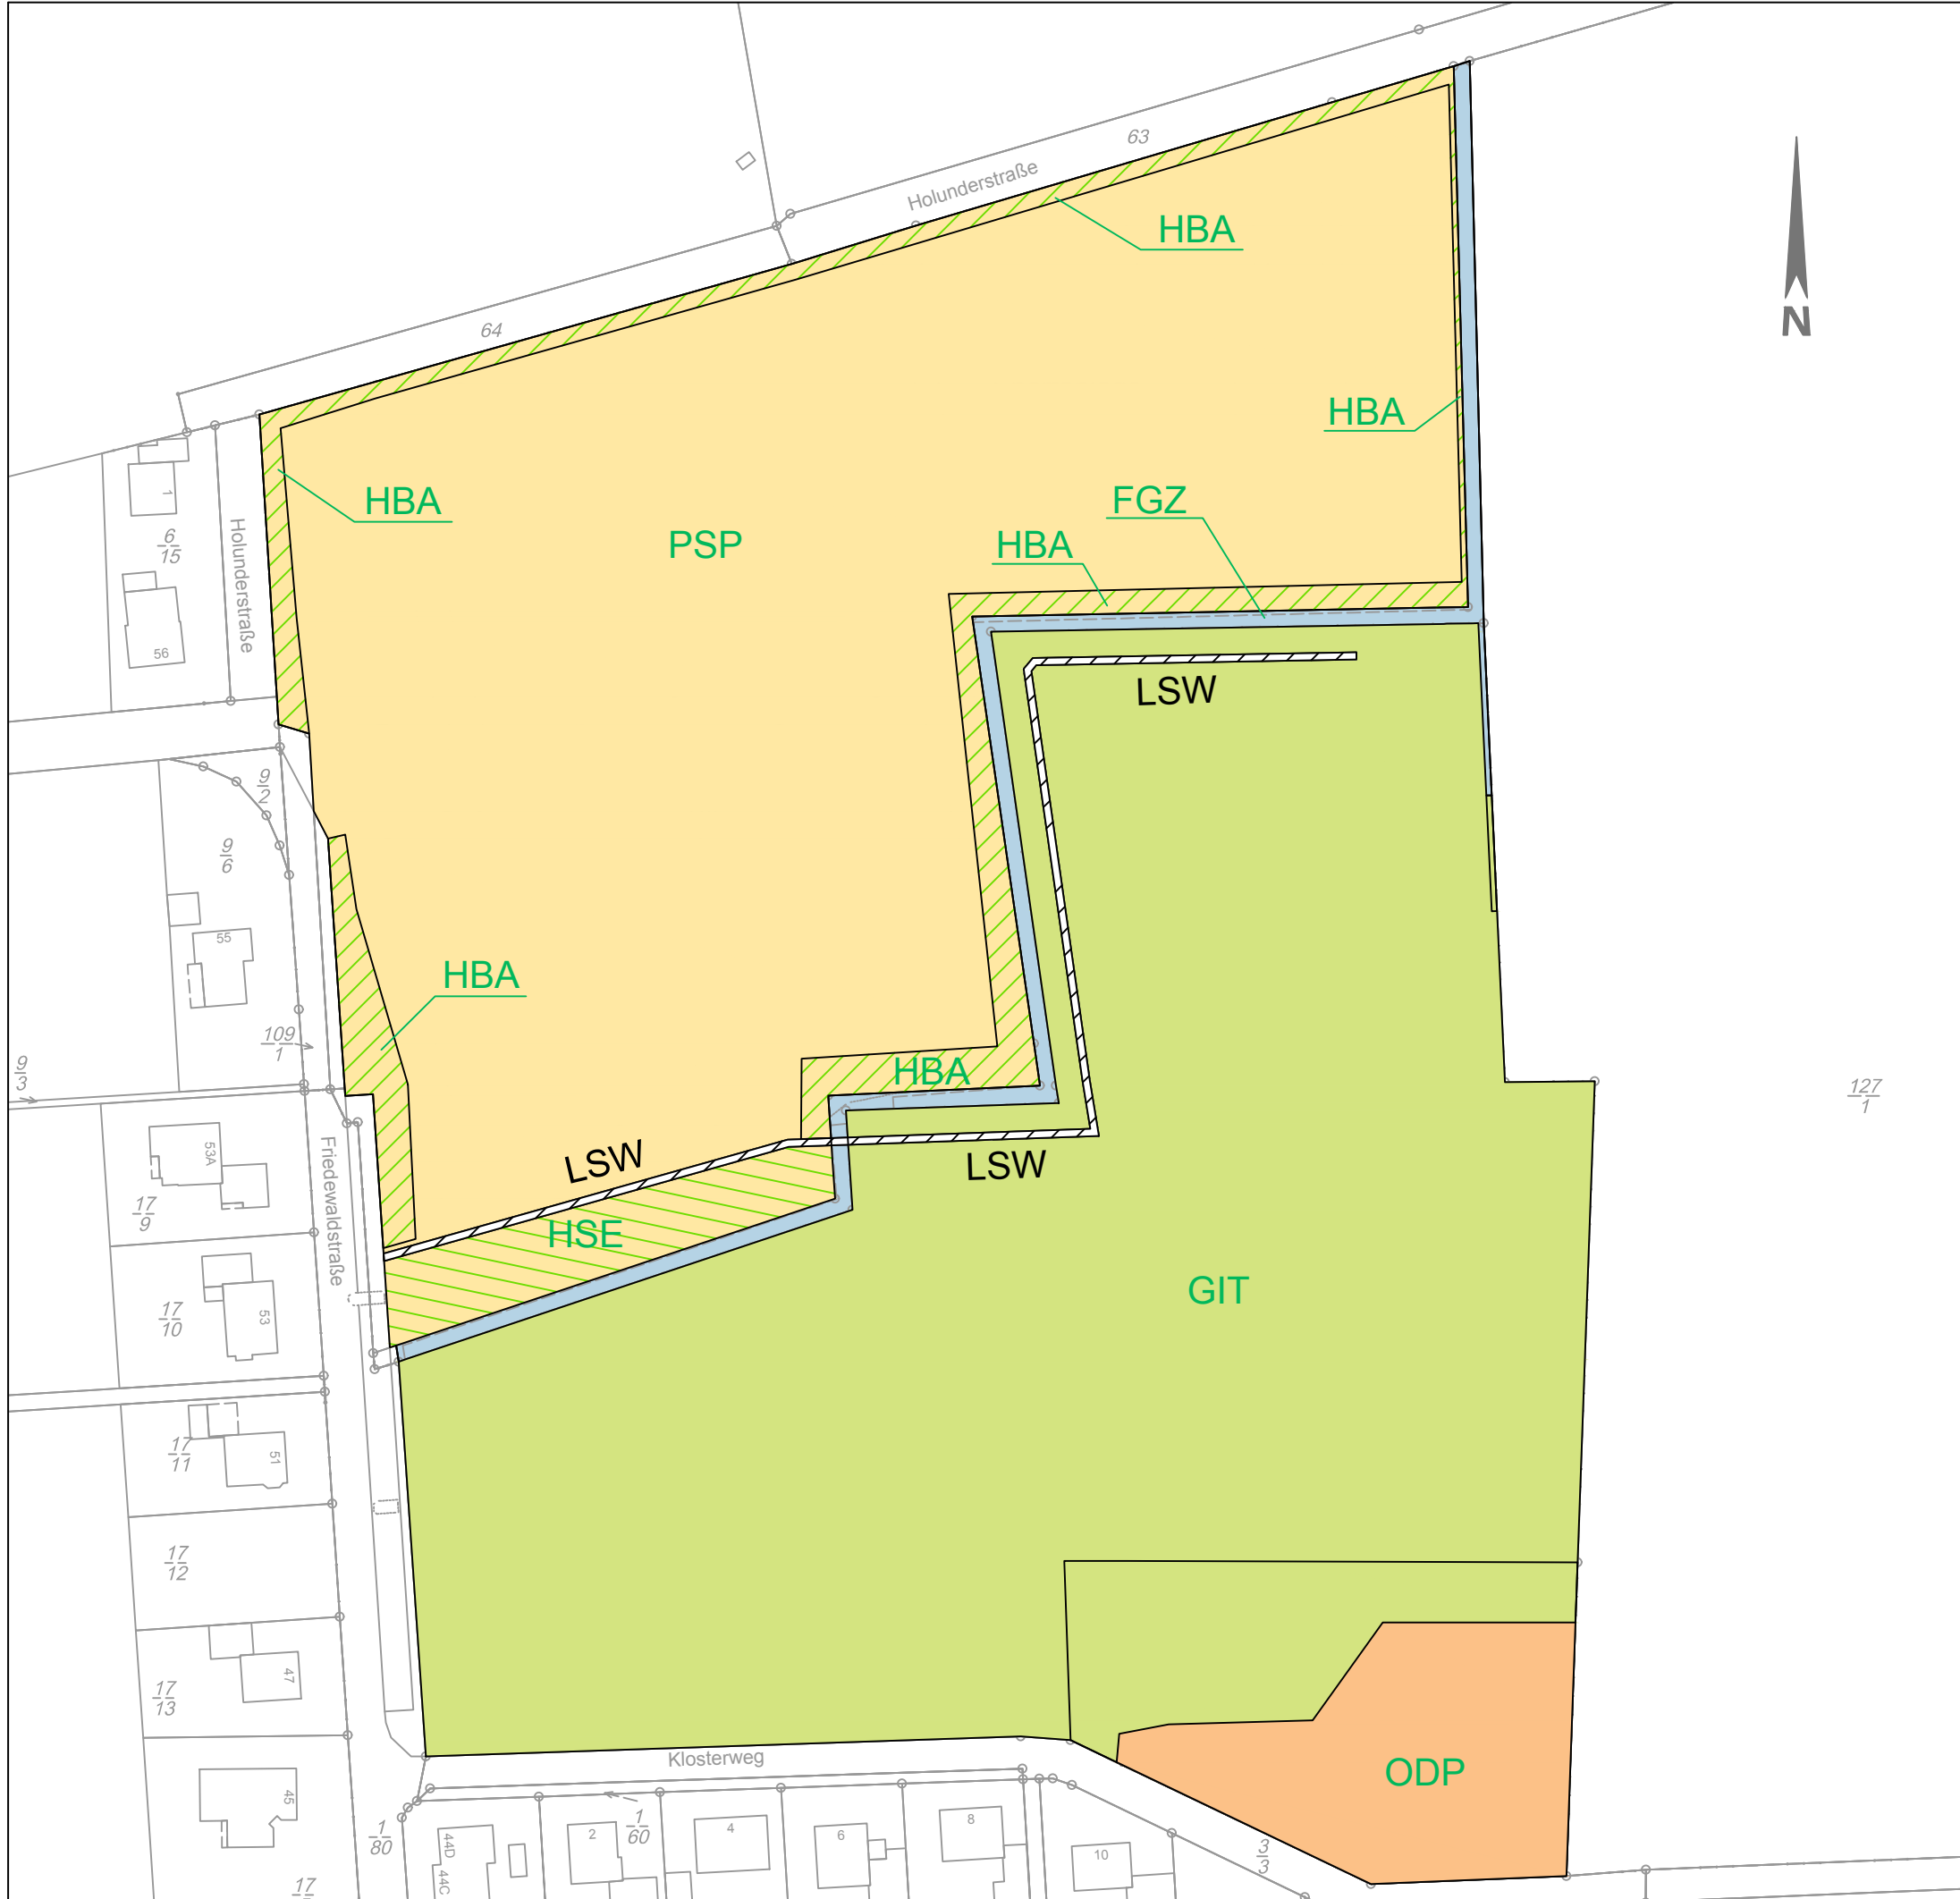 63
Holunderstraße
HBA
N
64
HBA
1
HBA
FGZ
6
15
Holunderstraße
PSP
HBA
56
LSW
9
2
9
6
55
HBA
109
1
9
3
HBA
127
1
53A
LSW
LSW
Friedewaldstraße
17
9
HSE
GIT
17
10
53
17
11
51
17
12
47
17
13
Klosterweg
ODP
45
1
80
44D
44C
2
1
60
4
6
8
10
3
3
17